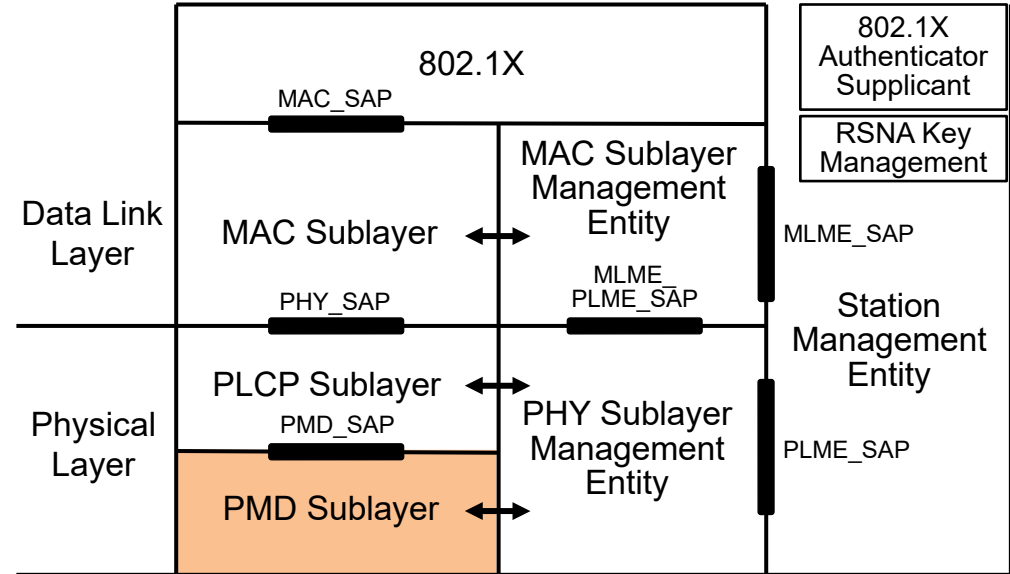 802.1X
MAC_SAP
802.1X
Authenticator
Supplicant
RSNA Key
Management
Data Link
Layer
MAC Sublayer
MAC Sublayer
Management
Entity
MLME_SAP
PHY_SAP
MLME_
PLME_SAP
Station
Management
Entity
Physical
Layer
PLCP Sublayer
PMD_SAP
PHY Sublayer
Management
Entity
PLME_SAP
PMD Sublayer